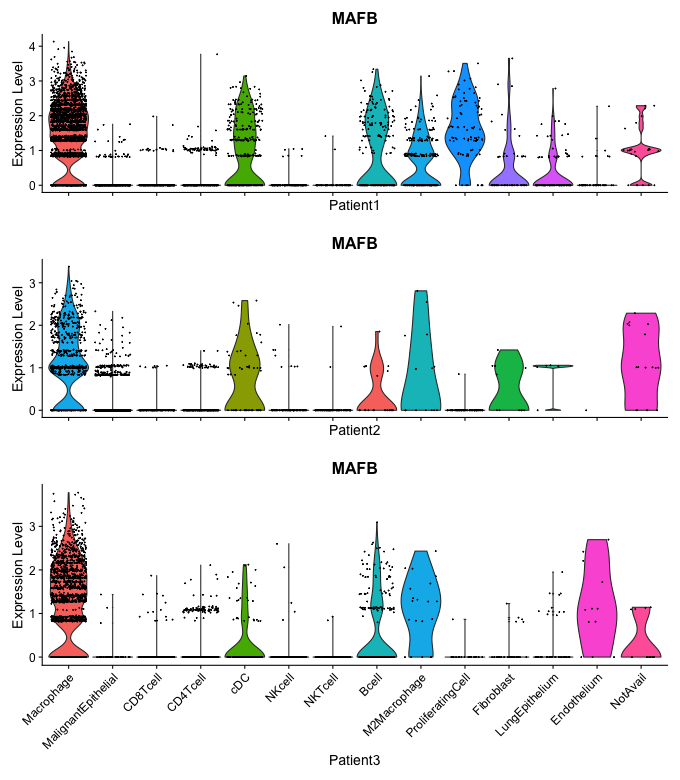 MAFB
Expression Level
4
3
2
1
0
Patient1
MAFB
Expression Level
3
2
1
0
Patient2
MAFB
Expression Level
3
2
1
0
Macrophage
MalignantEpithelial
CD8Tcell
CD4Tcell
cDC
NKcell
NKTcell
Bcell
M2Macrophage
ProliferatingCell
Fibroblast
LungEpithelium
Endothelium
NotAvail
Patient3